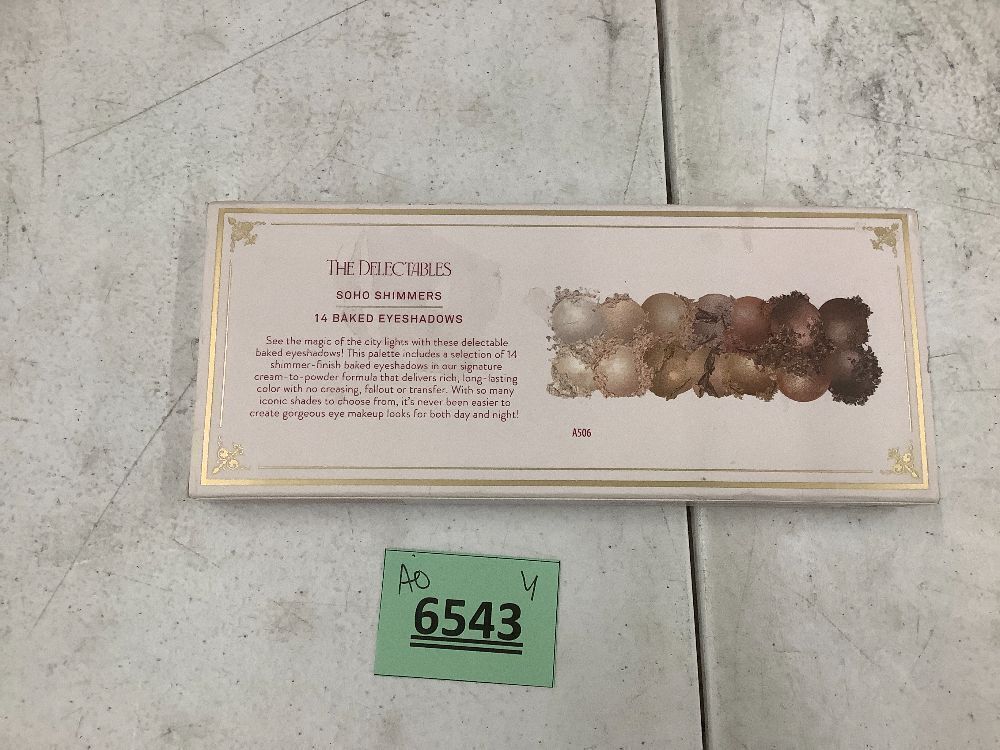 THE DELECTABLES
SOHO SHIMMERS
14 BAKED EYESHADOWS
See the magic of the city lights with these delectable
baked eyeshadows! This palette includes a selection of 14
shimmer-finish baked eyeshadows in our signature
cream-to-powder formula that delivers rich, long-lasting
color with no creasing, fallout or transfer. With so many
iconic shades to choose from, it's never been easier to
create gorgeous eye makeup looks for both day and night!
A506
AO
6543